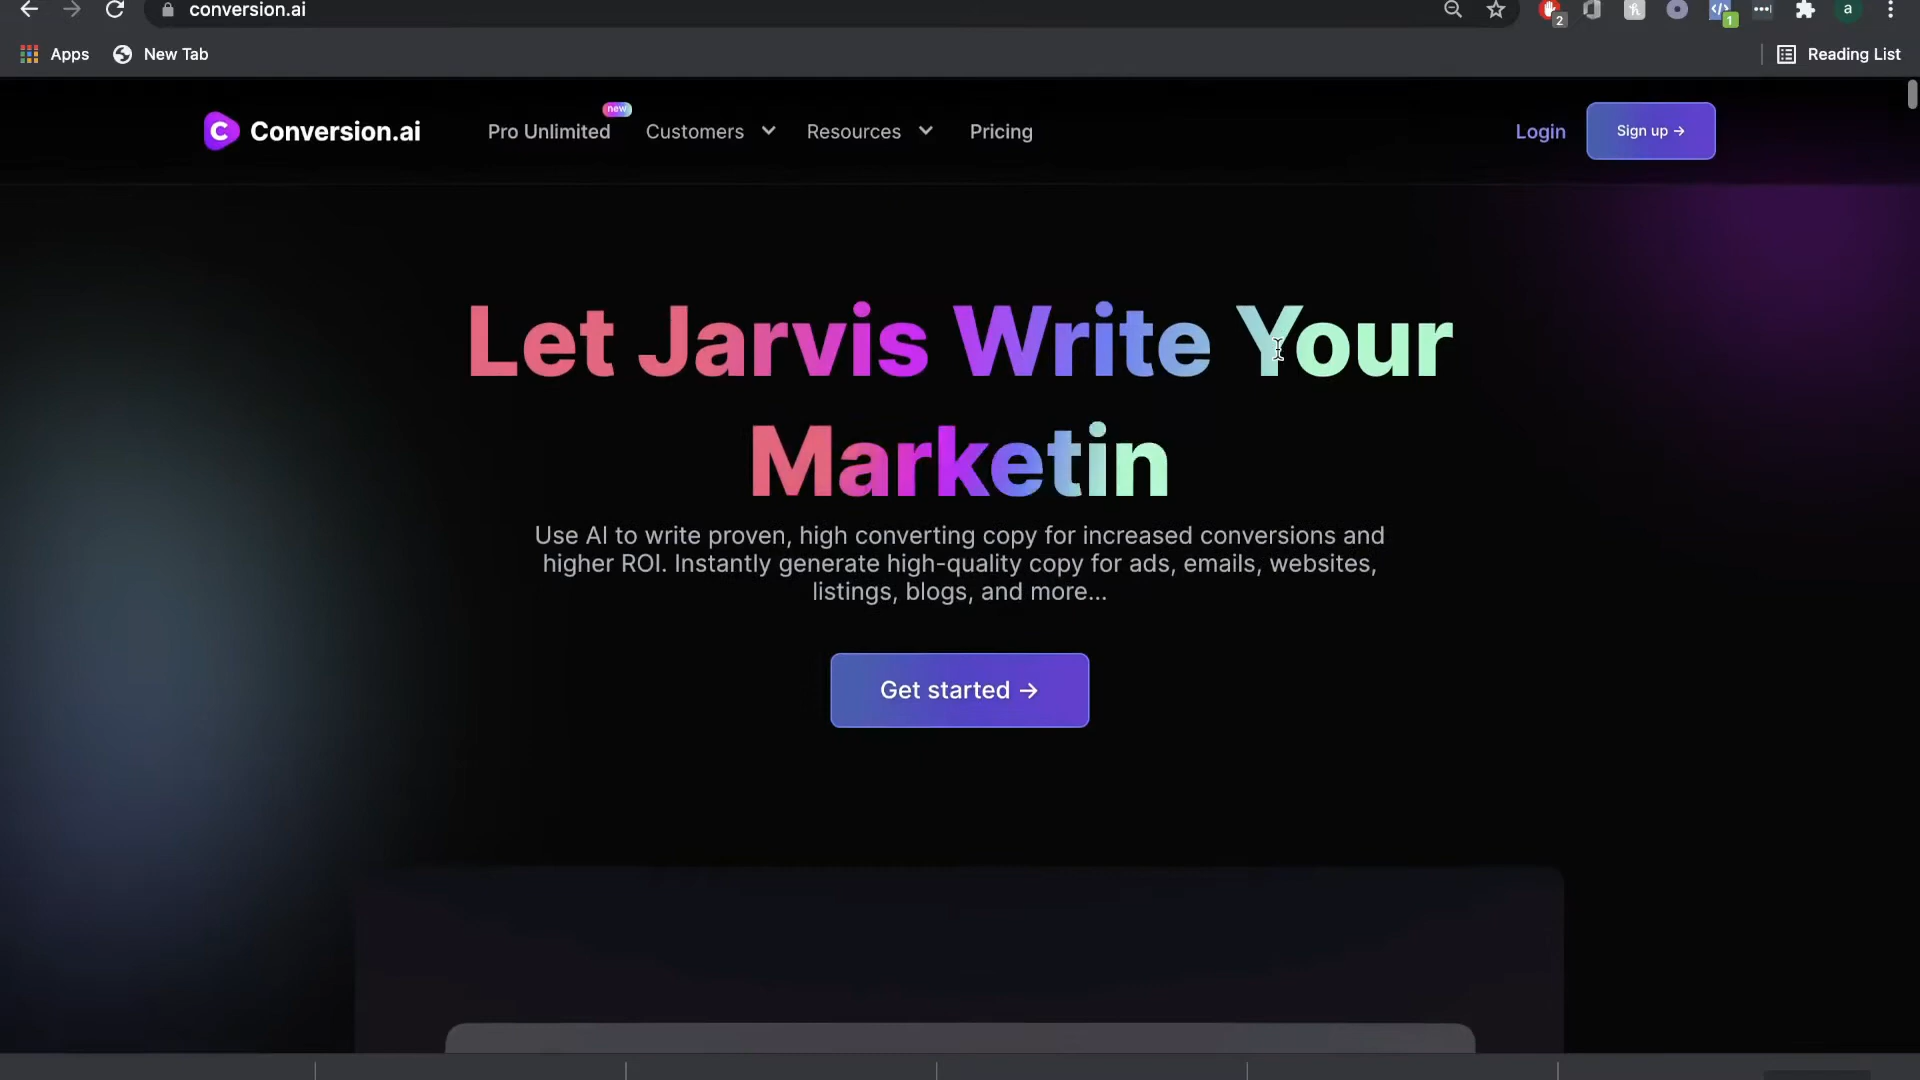 conversion.ai
2
1
a
Apps
New Tab
Reading List
Conversion.ai
Pro Unlimited
new
Customers
Resources
Pricing
Login
Sign up →
Let Jarvis Write Your
Marketin
Use AI to write proven, high converting copy for increased conversions and
higher ROI. Instantly generate high-quality copy for ads, emails, websites,
listings, blogs, and more...
Get started →